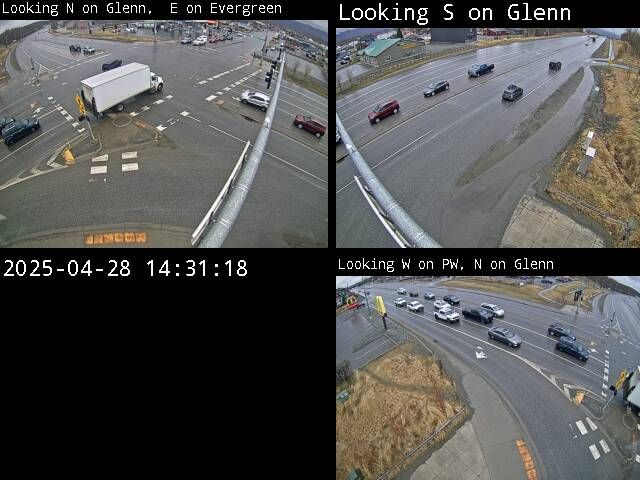 Looking N on Glenn, E on Evergreen
Looking S on Glenn
2025-04-28 14:31:18
Looking W on PW, N on Glenn